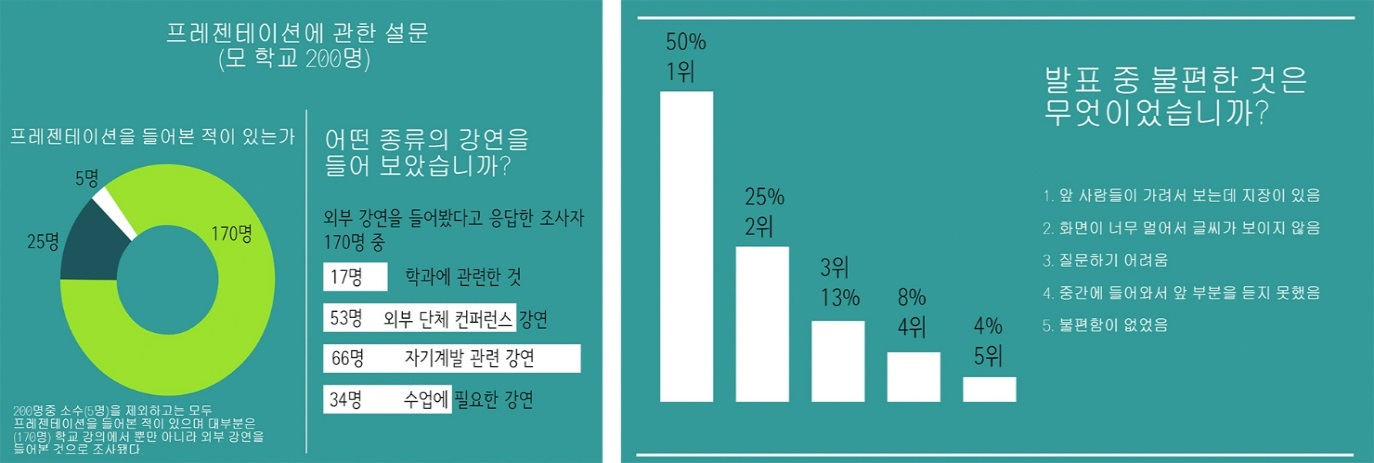 프레젠테이션에 관한 설문
(모 학교 200명)
프레젠테이션을 들어본 적이 있는가
5명
25명
170명
200명중 소수(5명)을 제외하고는 모두
프레젠테이션을 들어본 적이 있으며 대부분은
(170명) 학교 강의에서 뿐만 아니라 외부 강연을
들어본 것으로 조사됐다.
어떤 종류의 강연을
들어 보았습니까?
외부 강연을 들어봤다고 응답한 조사자
170명 중
17명 학과에 관련한 것
53명 외부 단체 컨퍼런스 강연
66명 자기계발 관련 강연
34명 수업에 필요한 강연
50%
1위
25%
2위
3위
13%
8%
4위
4%
5위
발표 중 불편한 것은
무엇이었습니까?
1. 앞 사람들이 가려서 보는데 지장이 있음
2. 화면이 너무 멀어서 글씨가 보이지 않음
3. 질문하기 어려움
4. 중간에 들어와서 앞 부분을 듣지 못했음
5. 불편함이 없었음